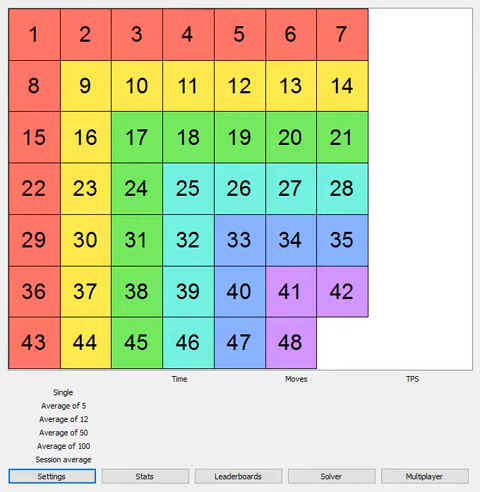 1 2 3 4 5 6 7
8 9 10 11 12 13 14
15 16 17 18 19 20 21
22 23 24 25 26 27 28
29 30 31 32 33 34 35
36 37 38 39 40 41 42
43 44 45 46 47 48
Time Moves TPS
Single
Average of 5
Average of 12
Average of 50
Average of 100
Session average
Settings Stats Leaderboards Solver Multiplayer